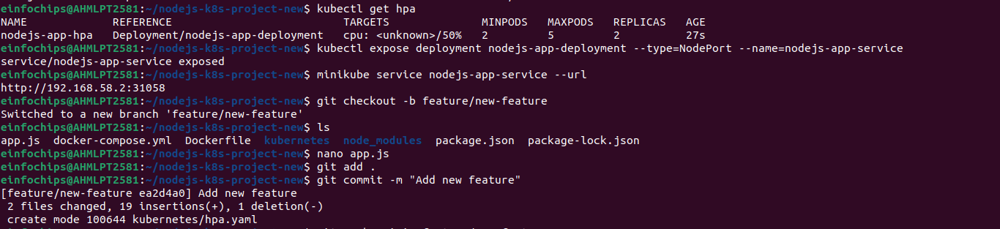 einfochips@AHMLPT2581:~/nodejs-k8s-project-new$ kubectl get hpa
NAME             REFERENCE                          TARGETS              MINPODS   MAXPODS   REPLICAS   AGE
nodejs-app-hpa   Deployment/nodejs-app-deployment   cpu: <unknown>/50%   2         5         2          27s
einfochips@AHMLPT2581:~/nodejs-k8s-project-new$ kubectl expose deployment nodejs-app-deployment --type=NodePort --name=nodejs-app-service
service/nodejs-app-service exposed
einfochips@AHMLPT2581:~/nodejs-k8s-project-new$ minikube service nodejs-app-service --url
http://192.168.58.2:31058
einfochips@AHMLPT2581:~/nodejs-k8s-project-new$ git checkout -b feature/new-feature
Switched to a new branch 'feature/new-feature'
einfochips@AHMLPT2581:~/nodejs-k8s-project-new$ ls
app.js  docker-compose.yml  Dockerfile  kubernetes  node_modules  package.json  package-lock.json
einfochips@AHMLPT2581:~/nodejs-k8s-project-new$ nano app.js
einfochips@AHMLPT2581:~/nodejs-k8s-project-new$ git add .
einfochips@AHMLPT2581:~/nodejs-k8s-project-new$ git commit -m "Add new feature"
[feature/new-feature ea2d4a0] Add new feature
 2 files changed, 19 insertions(+), 1 deletion(-)
 create mode 100644 kubernetes/hpa.yaml
einfochips@AHMLPT2581:~/nodejs-k8s-project-new$